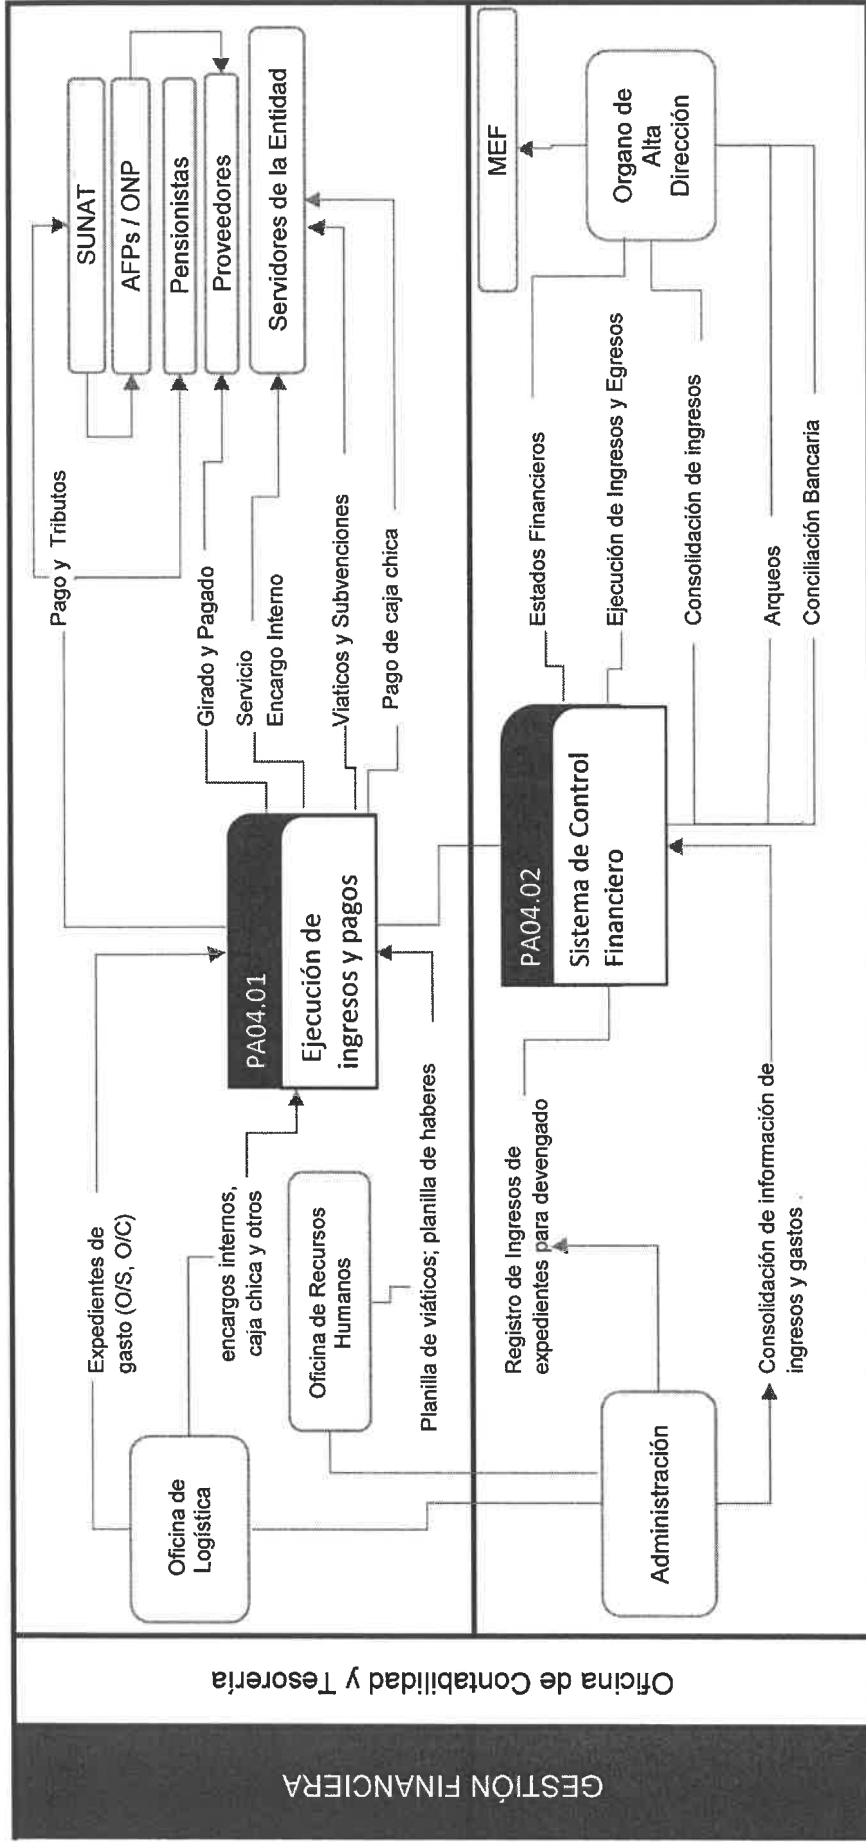 GESTIÓN FINANCIERA
Oficina de Contabilidad y Tesorería
Oficina de
Logística
Expedientes de
gasto (O/S, O/C)
encargos internos,
caja chica y otros
Oficina de Recursos
Humanos
Planilla de viáticos; planilla de haberes
PA04.01
Ejecución de
ingresos y pagos
Pago y Tributos
Girado y Pagado
Servicio
Encargo Interno
Viaticos y Subvenciones
Pago de caja chica
SUNAT
AFPs / ONP
Pensionistas
Proveedores
Servidores de la Entidad
Administración
Registro de Ingresos de
expedientes para devengado
Consolidación de información de
ingresos y gastos .
PA04.02
Sistema de Control
Financiero
Estados Financieros
Ejecución de Ingresos y Egresos
Consolidación de ingresos
Arqueos
Conciliación Bancaria
MEF
Organo de
Alta
Dirección